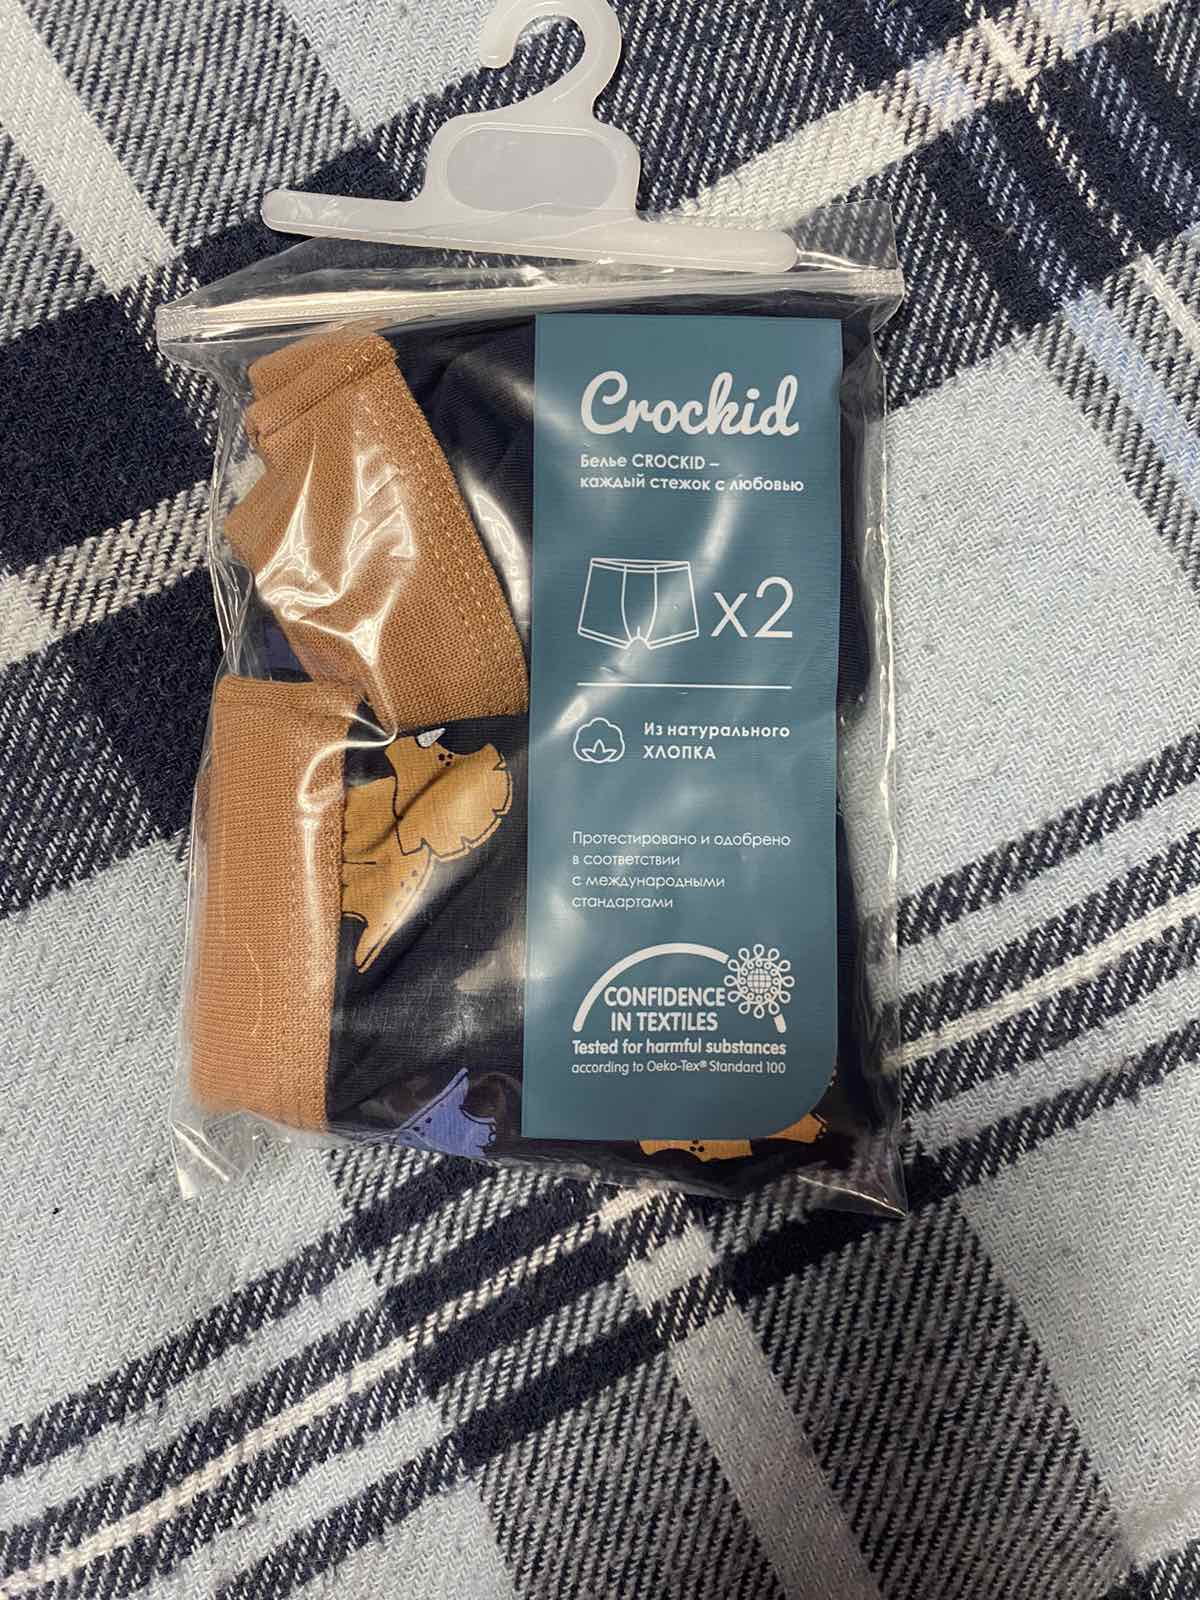 Crockid
Белье CROCKID –
каждый стежок с любовью
x2
Из натурального
ХЛОПКА
Протестировано и одобрено
в соответствии
с международными
стандартами
CONFIDENCE
IN TEXTILES
Tested for harmful substances
according to Oeko-Tex® Standard 100